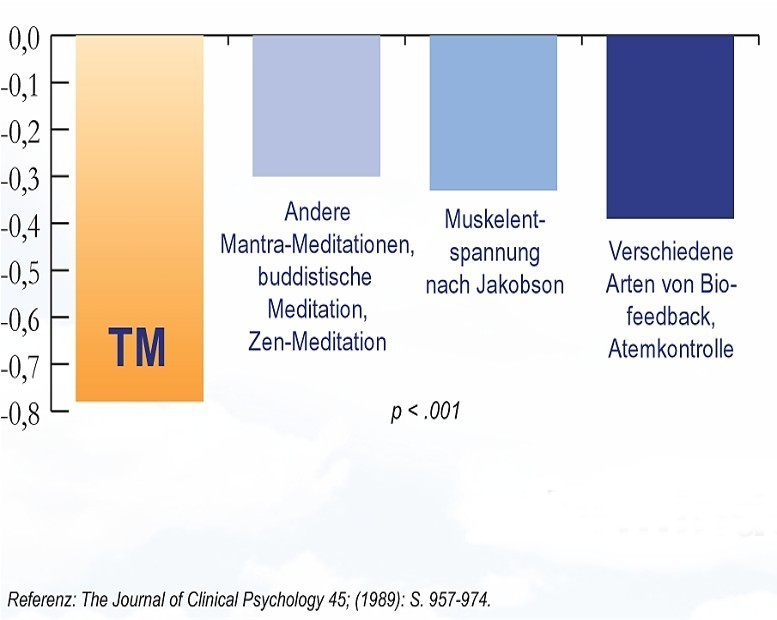 0,0
-0,1
-0,2
-0,3
-0,4
-0,5
-0,6
-0,7
-0,8
TM
Andere
Mantra-Meditationen,
buddistische
Meditation,
Zen-Meditation
Muskelent-
spannung
nach Jakobson
Verschiedene
Arten von Bio-
feedback,
Atemkontrolle
p < .001
Referenz: The Journal of Clinical Psychology 45; (1989): S. 957-974.